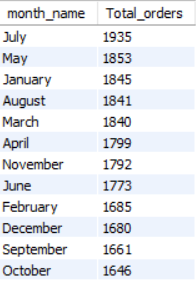 month_name Total_orders
July 1935
May 1853
January 1845
August 1841
March 1840
April 1799
November 1792
June 1773
February 1685
December 1680
September 1661
October 1646